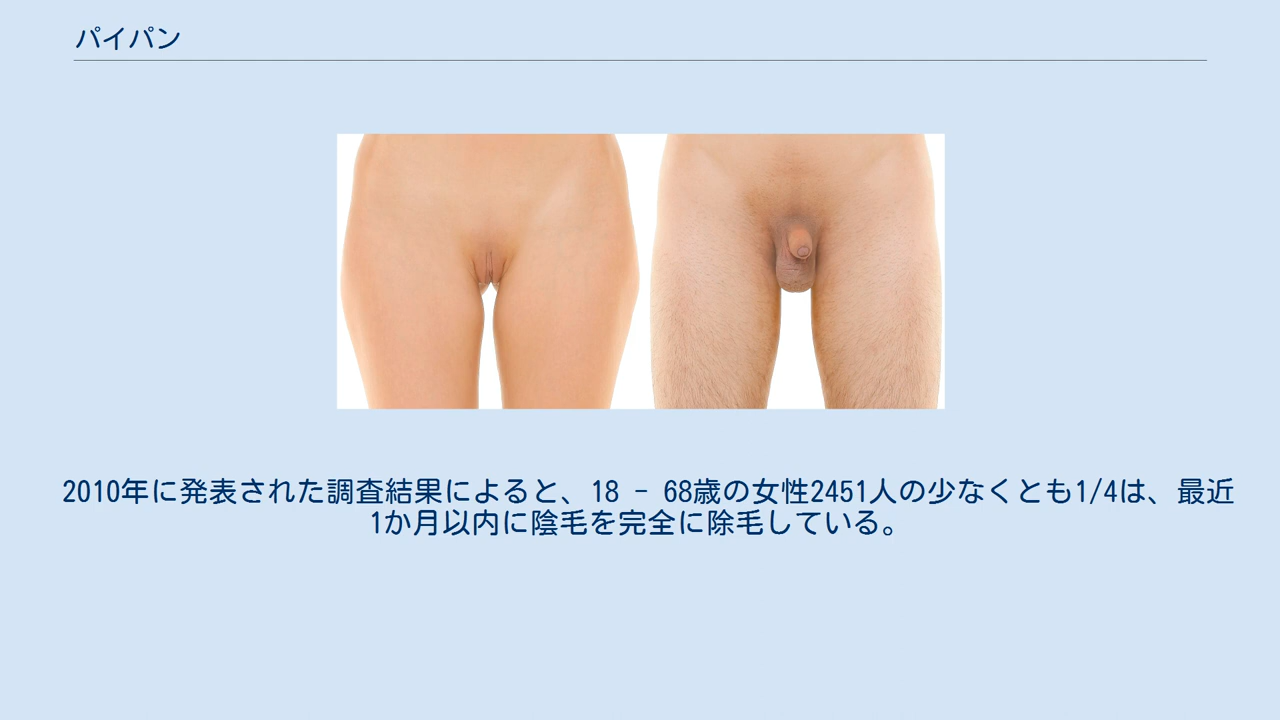 パイパン
2010年に発表された調査結果によると、18 - 68歳の女性2451人の少なくとも1/4は、最近
1か月以内に陰毛を完全に除毛している。